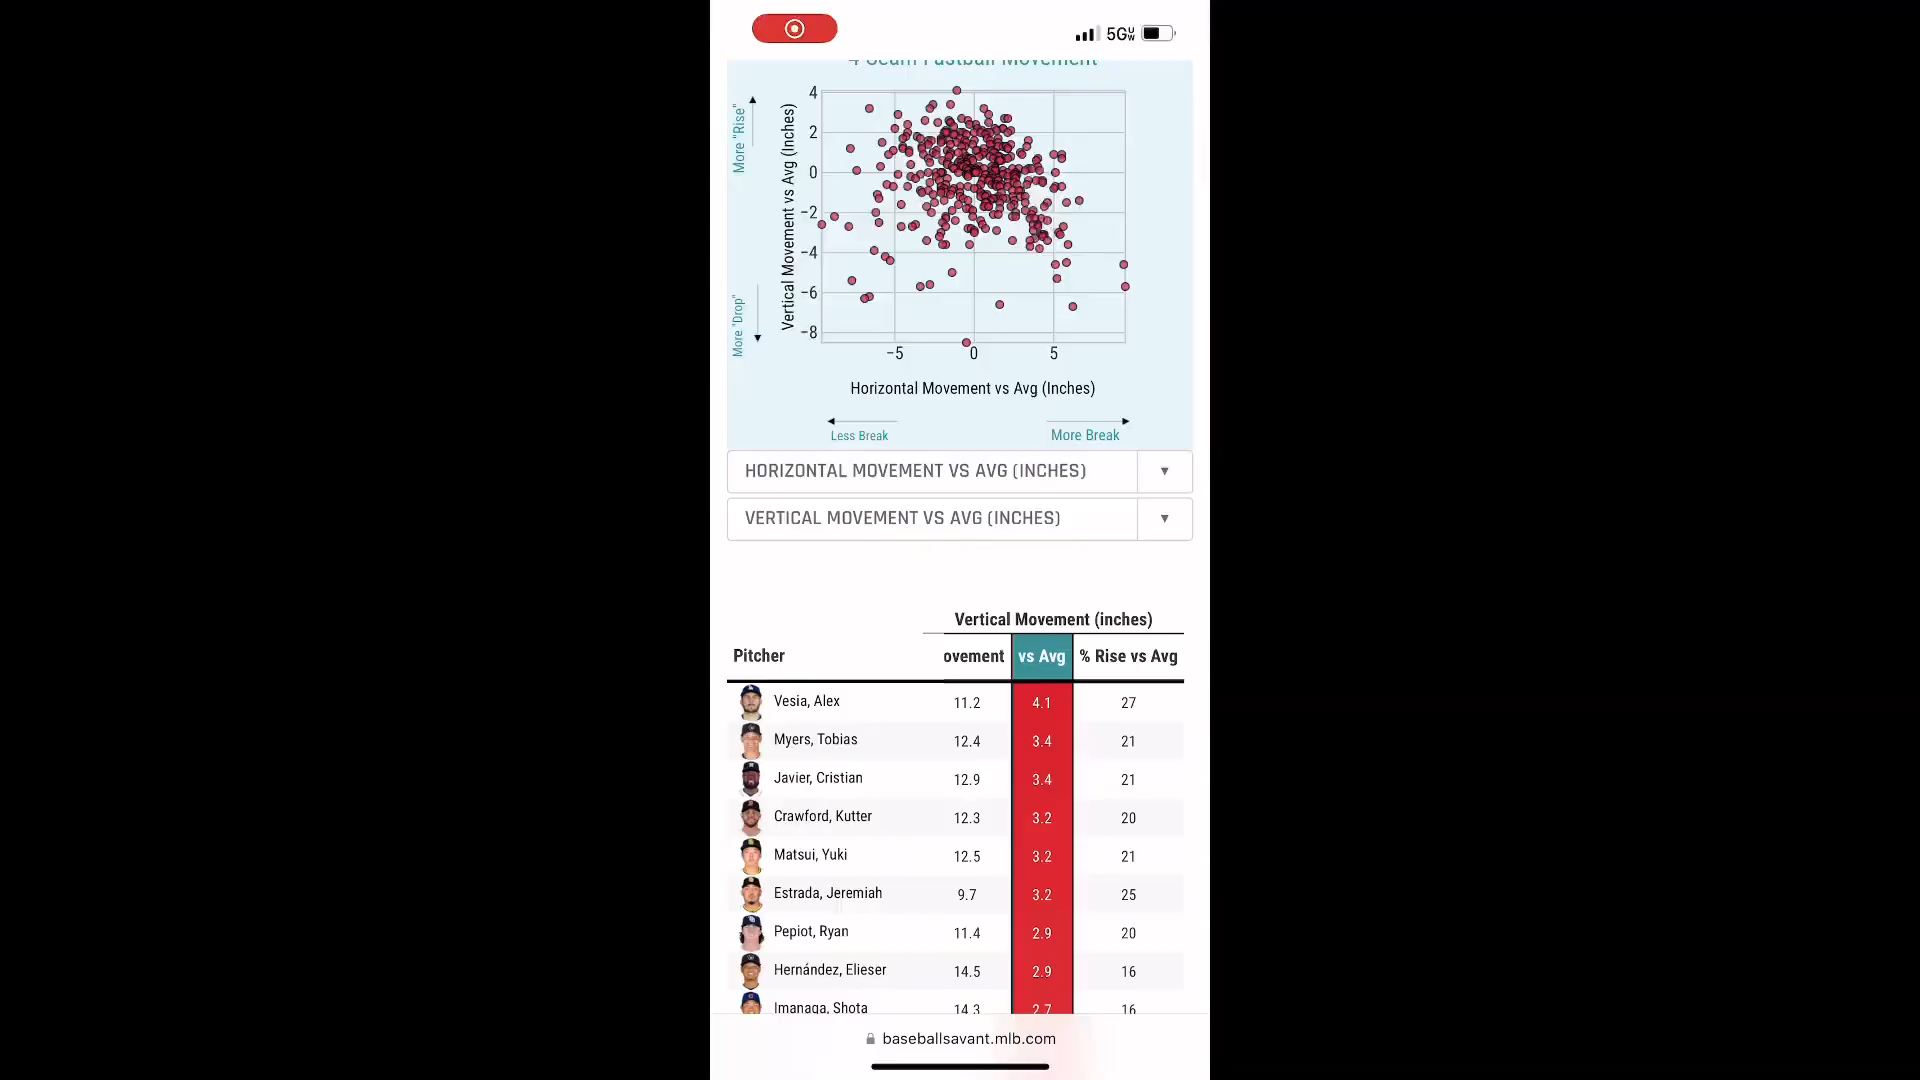 5G UW
4-Seam Fastball Movement
More "Rise"
More "Drop"
Vertical Movement vs Avg (Inches)
4
2
0
−2
−4
−6
−8
−5 0 5
Horizontal Movement vs Avg (Inches)
Less Break More Break
HORIZONTAL MOVEMENT VS AVG (INCHES)
VERTICAL MOVEMENT VS AVG (INCHES)
Vertical Movement (inches)
Pitcher ovement vs Avg % Rise vs Avg
Vesia, Alex 11.2 4.1 27
Myers, Tobias 12.4 3.4 21
Javier, Cristian 12.9 3.4 21
Crawford, Kutter 12.3 3.2 20
Matsui, Yuki 12.5 3.2 21
Estrada, Jeremiah 9.7 3.2 25
Pepiot, Ryan 11.4 2.9 20
Hernández, Elieser 14.5 2.9 16
Imanaga, Shota 14.3 2.7 16
baseballsavant.mlb.com